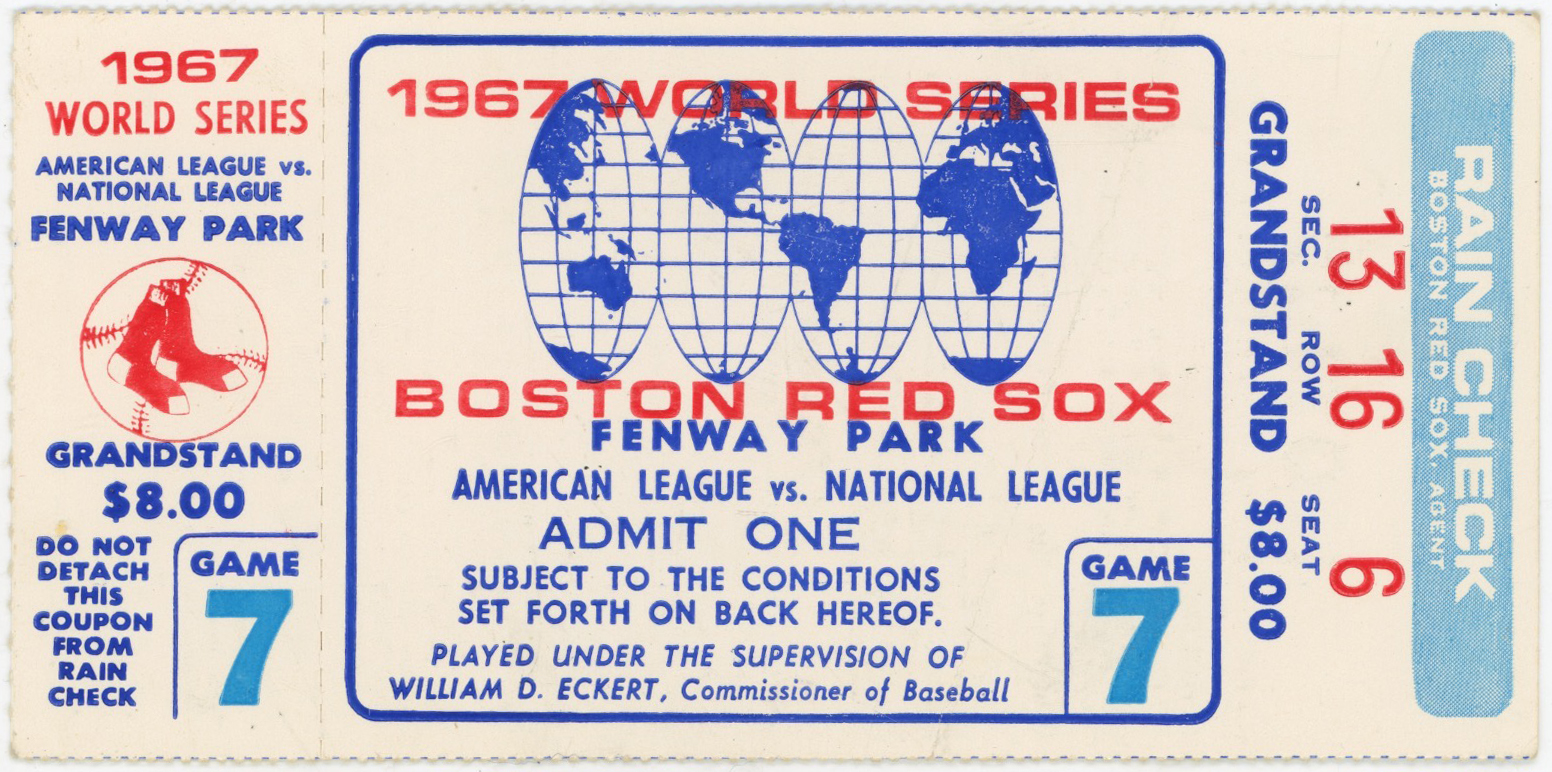 1967
WORLD SERIES
AMERICAN LEAGUE vs.
NATIONAL LEAGUE
FENWAY PARK
GRANDSTAND
$8.00
DO NOT
DETACH
THIS
COUPON
FROM
RAIN
CHECK
GAME
7
1967 WORLD SERIES
BOSTON RED SOX
FENWAY PARK
AMERICAN LEAGUE vs. NATIONAL LEAGUE
ADMIT ONE
SUBJECT TO THE CONDITIONS
SET FORTH ON BACK HEREOF.
PLAYED UNDER THE SUPERVISION OF
WILLIAM D. ECKERT, Commissioner of Baseball
GAME
7
RAIN CHECK
BOSTON RED SOX, AGENT
13 16 6
SEC. ROW SEAT
GRANDSTAND $8.00